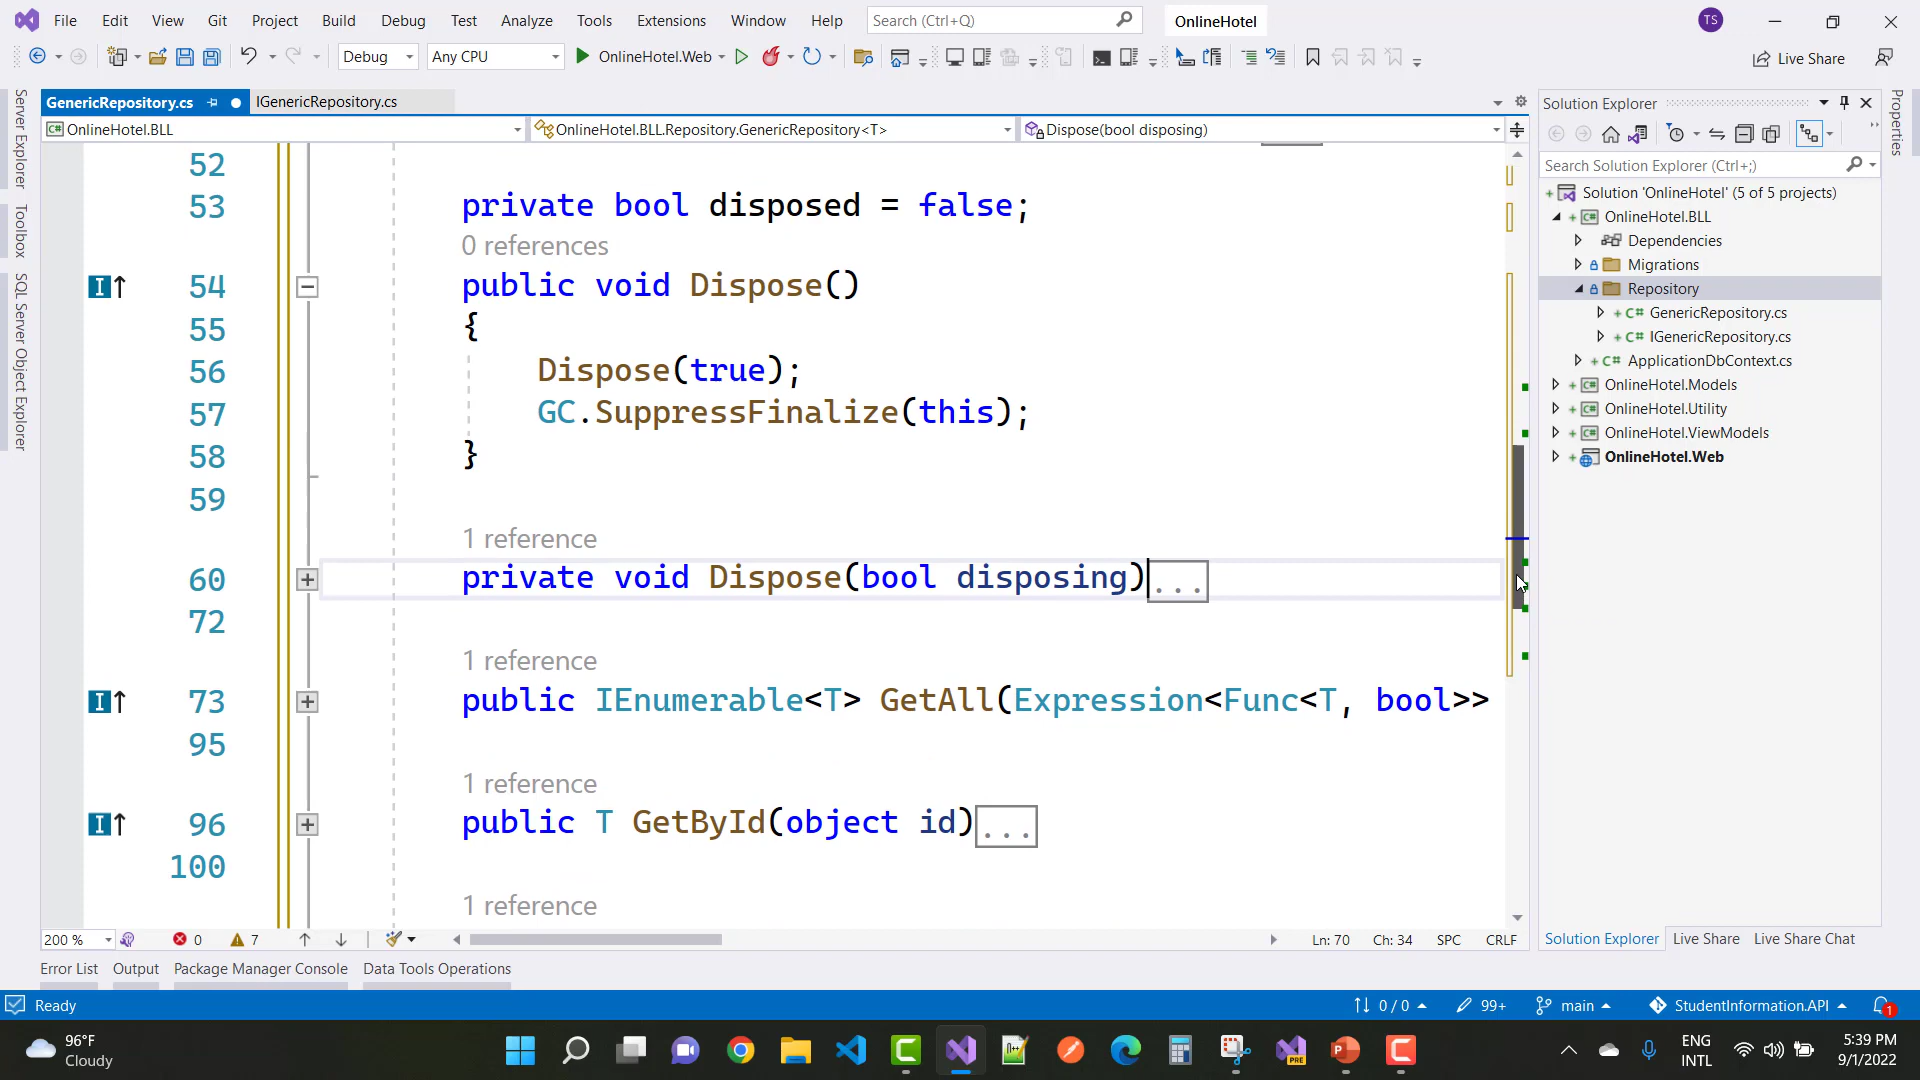 File Edit View Git Project Build Debug Test Analyze Tools Extensions Window Help Search (Ctrl+Q) OnlineHotel TS
Debug Any CPU OnlineHotel.Web Live Share
GenericRepository.cs IGenericRepository.cs
OnlineHotel.BLL OnlineHotel.BLL.Repository.GenericRepository<T> Dispose(bool disposing)
Server Explorer
Toolbox
SQL Server Object Explorer
52
53 private bool disposed = false;
0 references
54 public void Dispose()
55 {
56 Dispose(true);
57 GC.SuppressFinalize(this);
58 }
59
1 reference
60 private void Dispose(bool disposing)...
72
1 reference
73 public IEnumerable<T> GetAll(Expression<Func<T, bool>>
95
1 reference
96 public T GetById(object id)...
100
1 reference
200 % 0 7 Ln: 70 Ch: 34 SPC CRLF
Solution Explorer
Search Solution Explorer (Ctrl+;)
Solution 'OnlineHotel' (5 of 5 projects)
OnlineHotel.BLL
Dependencies
Migrations
Repository
GenericRepository.cs
IGenericRepository.cs
ApplicationDbContext.cs
OnlineHotel.Models
OnlineHotel.Utility
OnlineHotel.ViewModels
OnlineHotel.Web
Solution Explorer Live Share Live Share Chat
Properties
Error List Output Package Manager Console Data Tools Operations
Ready 0 / 0 99+ main StudentInformation.API 1
96°F
Cloudy
PRE
ENG
INTL
5:39 PM
9/1/2022